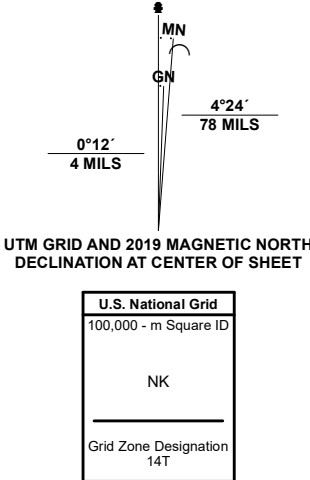 MN
GN
4°24´
78 MILS
0°12´
4 MILS
UTM GRID AND 2019 MAGNETIC NORTH
DECLINATION AT CENTER OF SHEET
U.S. National Grid
100,000 - m Square ID
NK
Grid Zone Designation
14T